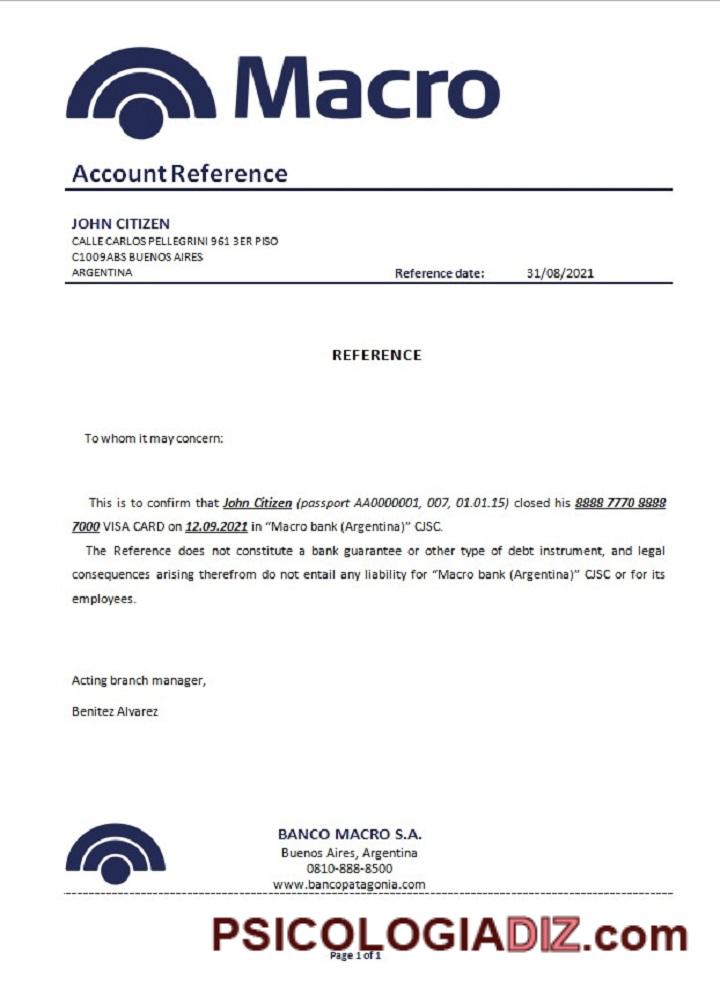 Macro
Account Reference
JOHN CITIZEN
CALLE CARLOS PELLEGRINI 961 3ER PISO
C1009ABS BUENOS AIRES
ARGENTINA
Reference date: 31/08/2021
REFERENCE
To whom it may concern:
This is to confirm that John Citizen (passport AA0000001, 007, 01.01.15) closed his 8888 7770 8888
7000 VISA CARD on 12.09.2021 in “Macro bank (Argentina)” CJSC.
The Reference does not constitute a bank guarantee or other type of debt instrument, and legal
consequences arising therefrom do not entail any liability for “Macro bank (Argentina)” CJSC or for its
employees.
Acting branch manager,
Benitez Alvarez
BANCO MACRO S.A.
Buenos Aires, Argentina
0810-888-8500
www.bancopatagonia.com
PSICOLOGIADIZ.com
Page 1 of 1